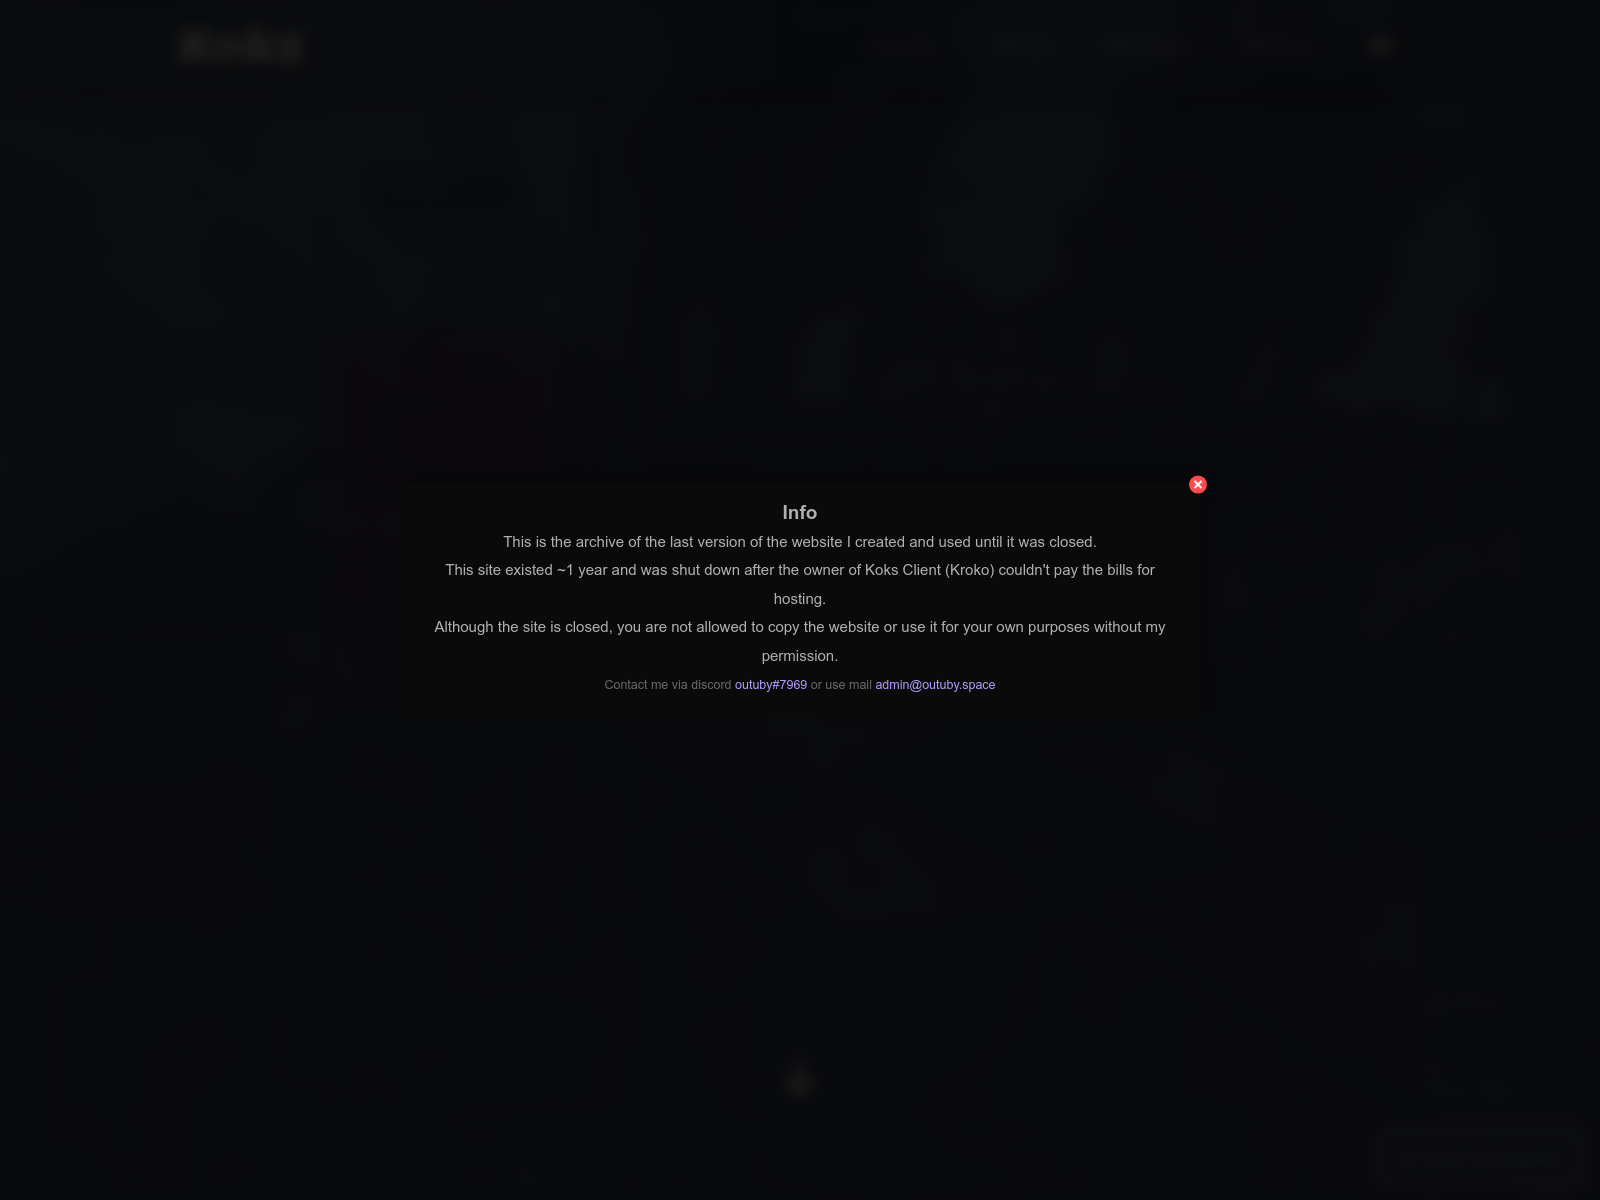 Koks
Info
This is the archive of the last version of the website I created and used until it was closed.
This site existed ~1 year and was shut down after the owner of Koks Client (Kroko) couldn't pay the bills for
hosting.
Although the site is closed, you are not allowed to copy the website or use it for your own purposes without my
permission.
Contact me via discord outuby#7969 or use mail admin@outuby.space